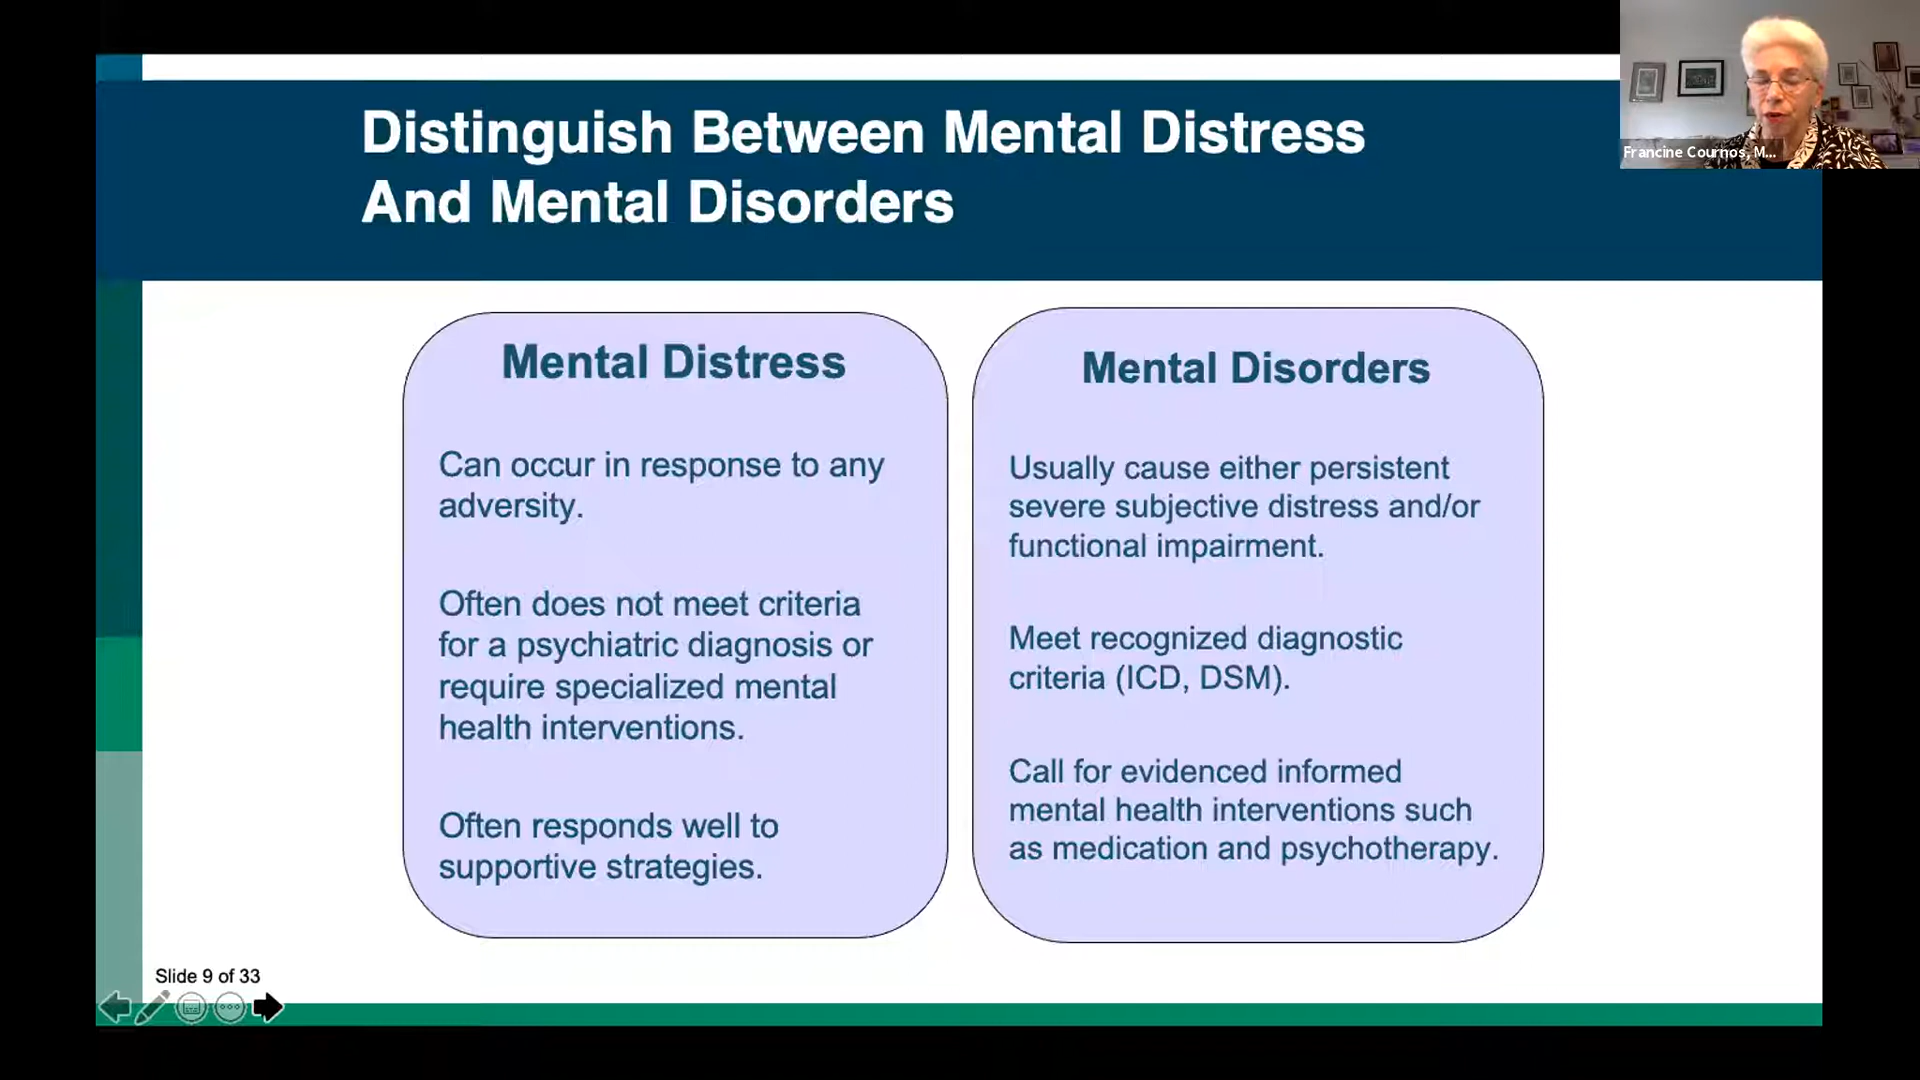 Distinguish Between Mental Distress
And Mental Disorders
Francine Cournos, M...
Mental Distress
Can occur in response to any
adversity.
Often does not meet criteria
for a psychiatric diagnosis or
require specialized mental
health interventions.
Often responds well to
supportive strategies.
Mental Disorders
Usually cause either persistent
severe subjective distress and/or
functional impairment.
Meet recognized diagnostic
criteria (ICD, DSM).
Call for evidenced informed
mental health interventions such
as medication and psychotherapy.
Slide 9 of 33